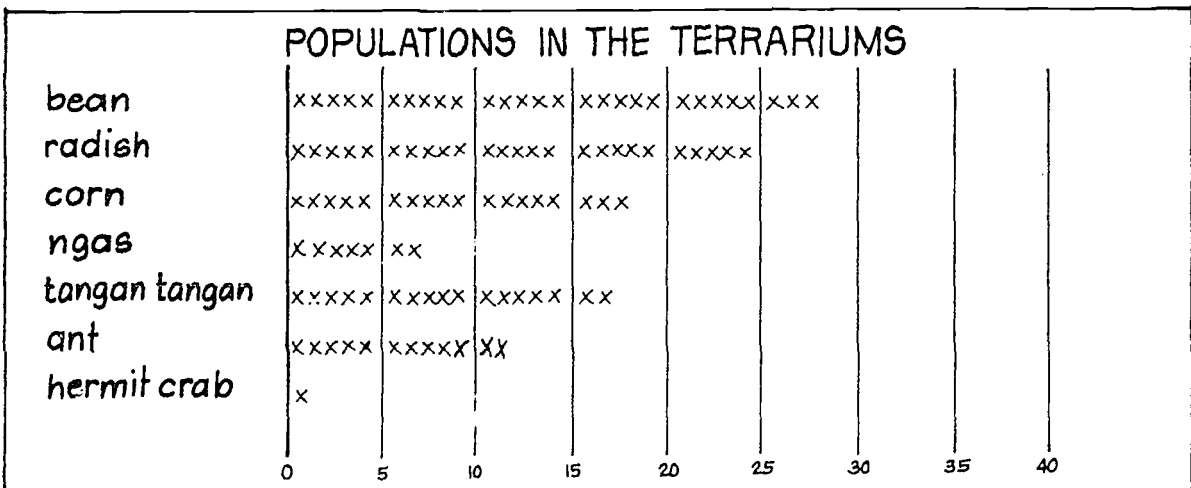 POPULATIONS IN THE TERRARIUMS
bean xxxxx xxxxx xxxxx xxxxx xxxxx xxx
radish xxxxx xxxxx xxxxx xxxxx xxxxx
corn xxxxx xxxxx xxxxx xxx
ngas xxxxx xx
tangan tangan xxxxx xxxxx xxxxx xx
ant xxxxx xxxxx xx
hermit crab x
0 5 10 15 20 25 30 35 40